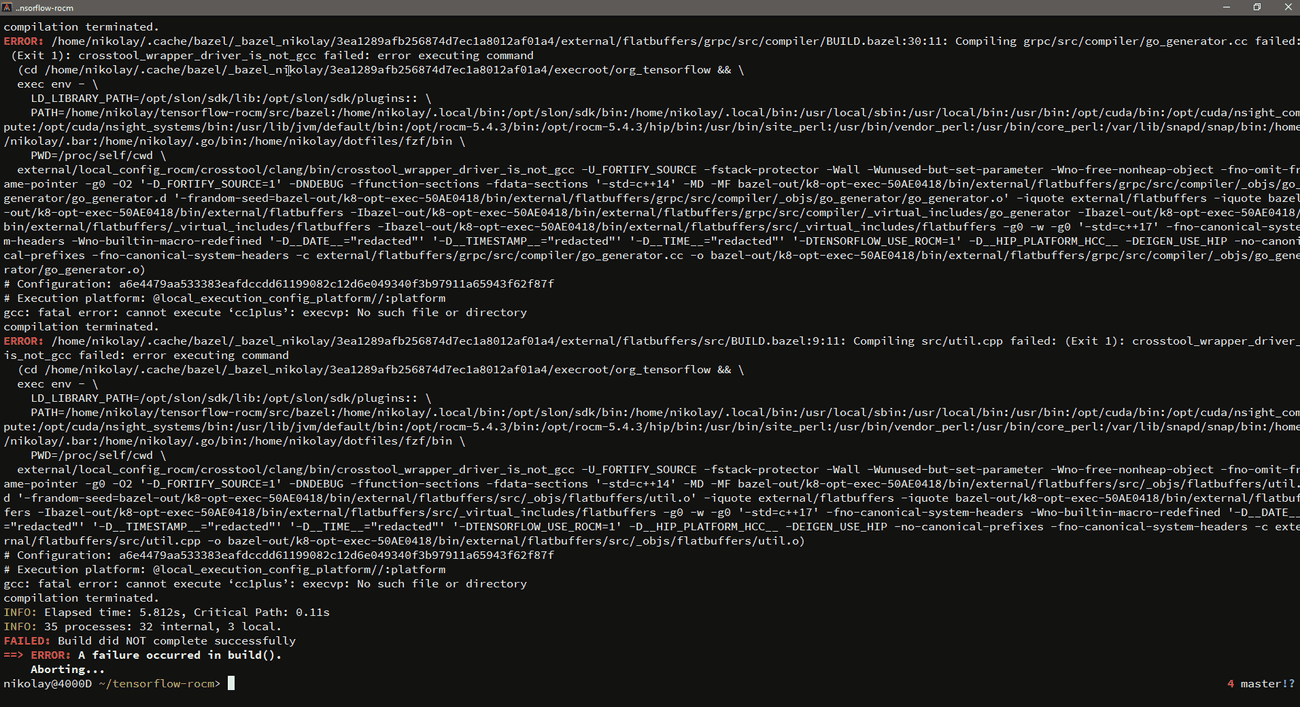 ..nsorflow-rocm
compilation terminated.
ERROR: /home/nikolay/.cache/bazel/_bazel_nikolay/3ea1289afb256874d7ec1a8012af01a4/external/flatbuffers/grpc/src/compiler/BUILD.bazel:30:11: Compiling grpc/src/compiler/go_generator.cc failed:
(Exit 1): crosstool_wrapper_driver_is_not_gcc failed: error executing command
(cd /home/nikolay/.cache/bazel/_bazel_nikolay/3ea1289afb256874d7ec1a8012af01a4/execroot/org_tensorflow && \
exec env - \
LD_LIBRARY_PATH=/opt/slon/sdk/lib:/opt/slon/sdk/plugins:: \
PATH=/home/nikolay/tensorflow-rocm/src/bazel:/home/nikolay/.local/bin:/opt/slon/sdk/bin:/home/nikolay/.local/bin:/usr/local/sbin:/usr/local/bin:/usr/bin:/opt/cuda/bin:/opt/cuda/nsight_com
pute:/opt/cuda/nsight_systems/bin:/usr/lib/jvm/default/bin:/opt/rocm-5.4.3/bin:/opt/rocm-5.4.3/hip/bin:/usr/bin/site_perl:/usr/bin/vendor_perl:/usr/bin/core_perl:/var/lib/snapd/snap/bin:/home
/nikolay/.bar:/home/nikolay/.go/bin:/home/nikolay/dotfiles/fzf/bin \
PWD=/proc/self/cwd \
external/local_config_rocm/crosstool/clang/bin/crosstool_wrapper_driver_is_not_gcc -U_FORTIFY_SOURCE -fstack-protector -Wall -Wunused-but-set-parameter -Wno-free-nonheap-object -fno-omit-fr
ame-pointer -g0 -O2 '-D_FORTIFY_SOURCE=1' -DNDEBUG -ffunction-sections -fdata-sections '-std=c++14' -MD -MF bazel-out/k8-opt-exec-50AE0418/bin/external/flatbuffers/grpc/src/compiler/_objs/go_
generator/go_generator.d '-frandom-seed=bazel-out/k8-opt-exec-50AE0418/bin/external/flatbuffers/grpc/src/compiler/_objs/go_generator/go_generator.o' -iquote external/flatbuffers -iquote bazel
-out/k8-opt-exec-50AE0418/bin/external/flatbuffers -Ibazel-out/k8-opt-exec-50AE0418/bin/external/flatbuffers/grpc/src/compiler/_virtual_includes/go_generator -Ibazel-out/k8-opt-exec-50AE0418/
bin/external/flatbuffers/_virtual_includes/flatbuffers -Ibazel-out/k8-opt-exec-50AE0418/bin/external/flatbuffers/src/_virtual_includes/flatbuffers -g0 -w -g0 '-std=c++17' -fno-canonical-syste
m-headers -Wno-builtin-macro-redefined '-D__DATE__="redacted"' '-D__TIMESTAMP__="redacted"' '-D__TIME__="redacted"' '-DTENSORFLOW_USE_ROCM=1' -D__HIP_PLATFORM_HCC__ -DEIGEN_USE_HIP -no-canoni
cal-prefixes -fno-canonical-system-headers -c external/flatbuffers/grpc/src/compiler/go_generator.cc -o bazel-out/k8-opt-exec-50AE0418/bin/external/flatbuffers/grpc/src/compiler/_objs/go_gene
rator/go_generator.o)
# Configuration: a6e4479aa533383eafdccdd61199082c12d6e049340f3b97911a65943f62f87f
# Execution platform: @local_execution_config_platform//:platform
gcc: fatal error: cannot execute ‘cc1plus’: execvp: No such file or directory
compilation terminated.
ERROR: /home/nikolay/.cache/bazel/_bazel_nikolay/3ea1289afb256874d7ec1a8012af01a4/external/flatbuffers/src/BUILD.bazel:9:11: Compiling src/util.cpp failed: (Exit 1): crosstool_wrapper_driver_
is_not_gcc failed: error executing command
(cd /home/nikolay/.cache/bazel/_bazel_nikolay/3ea1289afb256874d7ec1a8012af01a4/execroot/org_tensorflow && \
exec env - \
LD_LIBRARY_PATH=/opt/slon/sdk/lib:/opt/slon/sdk/plugins:: \
PATH=/home/nikolay/tensorflow-rocm/src/bazel:/home/nikolay/.local/bin:/opt/slon/sdk/bin:/home/nikolay/.local/bin:/usr/local/sbin:/usr/local/bin:/usr/bin:/opt/cuda/bin:/opt/cuda/nsight_com
pute:/opt/cuda/nsight_systems/bin:/usr/lib/jvm/default/bin:/opt/rocm-5.4.3/bin:/opt/rocm-5.4.3/hip/bin:/usr/bin/site_perl:/usr/bin/vendor_perl:/usr/bin/core_perl:/var/lib/snapd/snap/bin:/home
/nikolay/.bar:/home/nikolay/.go/bin:/home/nikolay/dotfiles/fzf/bin \
PWD=/proc/self/cwd \
external/local_config_rocm/crosstool/clang/bin/crosstool_wrapper_driver_is_not_gcc -U_FORTIFY_SOURCE -fstack-protector -Wall -Wunused-but-set-parameter -Wno-free-nonheap-object -fno-omit-fr
ame-pointer -g0 -O2 '-D_FORTIFY_SOURCE=1' -DNDEBUG -ffunction-sections -fdata-sections '-std=c++14' -MD -MF bazel-out/k8-opt-exec-50AE0418/bin/external/flatbuffers/src/_objs/flatbuffers/util.
d '-frandom-seed=bazel-out/k8-opt-exec-50AE0418/bin/external/flatbuffers/src/_objs/flatbuffers/util.o' -iquote external/flatbuffers -iquote bazel-out/k8-opt-exec-50AE0418/bin/external/flatbuf
fers -Ibazel-out/k8-opt-exec-50AE0418/bin/external/flatbuffers/src/_virtual_includes/flatbuffers -g0 -w -g0 '-std=c++17' -fno-canonical-system-headers -Wno-builtin-macro-redefined '-D__DATE__
="redacted"' '-D__TIMESTAMP__="redacted"' '-D__TIME__="redacted"' '-DTENSORFLOW_USE_ROCM=1' -D__HIP_PLATFORM_HCC__ -DEIGEN_USE_HIP -no-canonical-prefixes -fno-canonical-system-headers -c exte
rnal/flatbuffers/src/util.cpp -o bazel-out/k8-opt-exec-50AE0418/bin/external/flatbuffers/src/_objs/flatbuffers/util.o)
# Configuration: a6e4479aa533383eafdccdd61199082c12d6e049340f3b97911a65943f62f87f
# Execution platform: @local_execution_config_platform//:platform
gcc: fatal error: cannot execute ‘cc1plus’: execvp: No such file or directory
compilation terminated.
INFO: Elapsed time: 5.812s, Critical Path: 0.11s
INFO: 35 processes: 32 internal, 3 local.
FAILED: Build did NOT complete successfully
==> ERROR: A failure occurred in build().
Aborting...
nikolay@4000D ~/tensorflow-rocm> 4 master!?